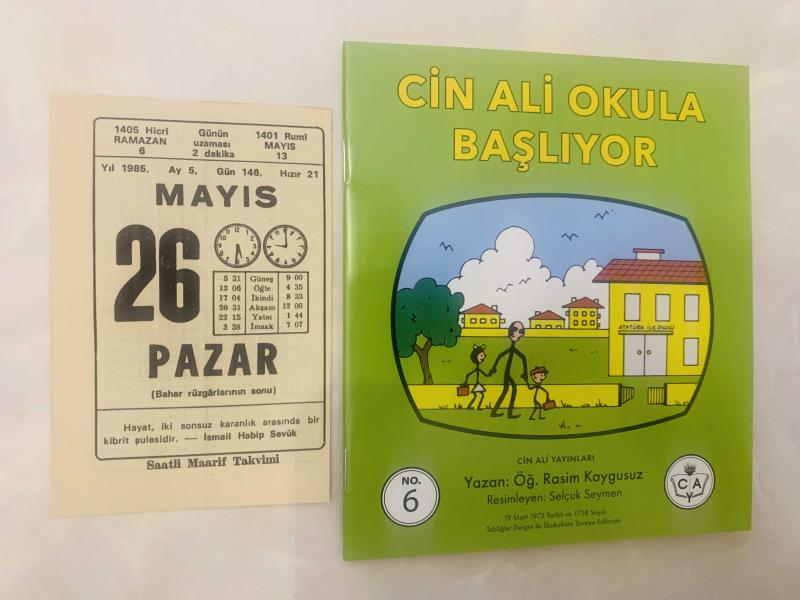 1405 Hicrî
RAMAZAN
6
Günün
uzaması
2 dakika
1401 Rumî
MAYIS
13
Yıl 1985, Ay 5, Gün 146, Hızır 21
MAYIS
26
5 31 Güneş 9 00
13 06 Öğle 4 35
17 04 İkindi 8 33
20 31 Akşam 12 00
22 15 Yatsı 1 44
3 38 İmsak 7 07
PAZAR
(Bahar rüzgârlarının sonu)
Hayat, iki sonsuz karanlık arasında bir
kibrit şulesidir. — İsmail Habip Sevük
Saatli Maarif Takvimi
CİN ALİ OKULA
BAŞLIYOR
ATATÜRK İLK OKULU
CİN ALİ YAYINLARI
Yazan: Öğ. Rasim Kaygusuz
Resimleyen: Selçuk Seymen
19 Mart 1973 Tarihli ve 1738 Sayılı
Tebliğler Dergisi ile İlkokullara Tavsiye Edilmiştir
NO.
6
C A
Y